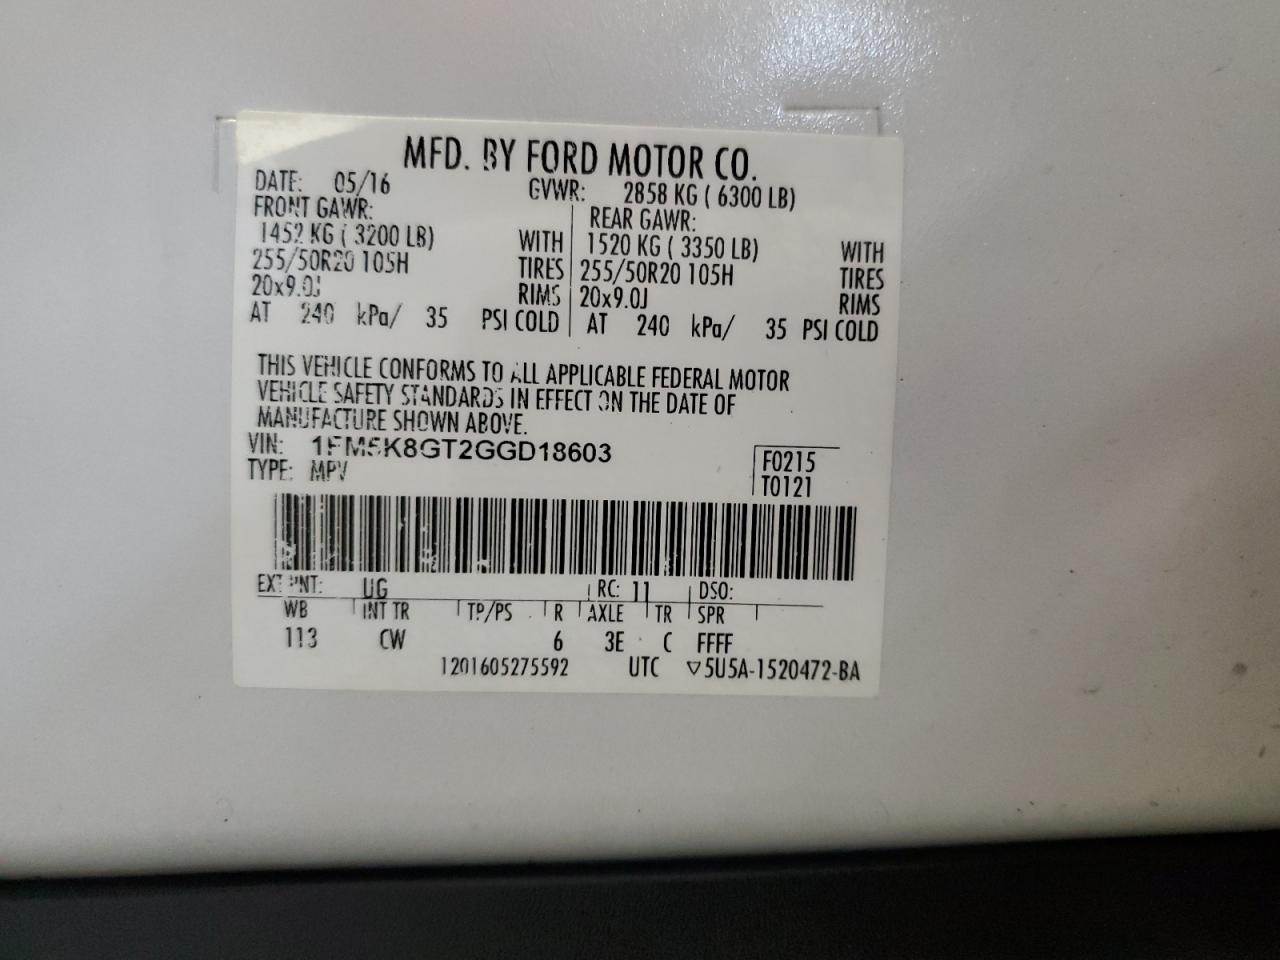 MFD. BY FORD MOTOR CO.
DATE: 05/16 GVWR: 2858 KG ( 6300 LB)
FRONT GAWR: REAR GAWR:
1452 KG ( 3200 LB) WITH 1520 KG ( 3350 LB) WITH
255/50R20 105H TIRES 255/50R20 105H TIRES
20x9.0J RIMS 20x9.0J RIMS
AT 240 kPa/ 35 PSI COLD AT 240 kPa/ 35 PSI COLD
THIS VEHICLE CONFORMS TO ALL APPLICABLE FEDERAL MOTOR
VEHICLE SAFETY STANDARDS IN EFFECT ON THE DATE OF
MANUFACTURE SHOWN ABOVE.
VIN: 1FM5K8GT2GGD18603 F0215
TYPE: MPV T0121
EXT PNT: UG RC: 11 DSO:
WB INT TR TP/PS R AXLE TR SPR
113 CW 6 3E C FFFF
1201605275592 UTC ▽5U5A-1520472-BA